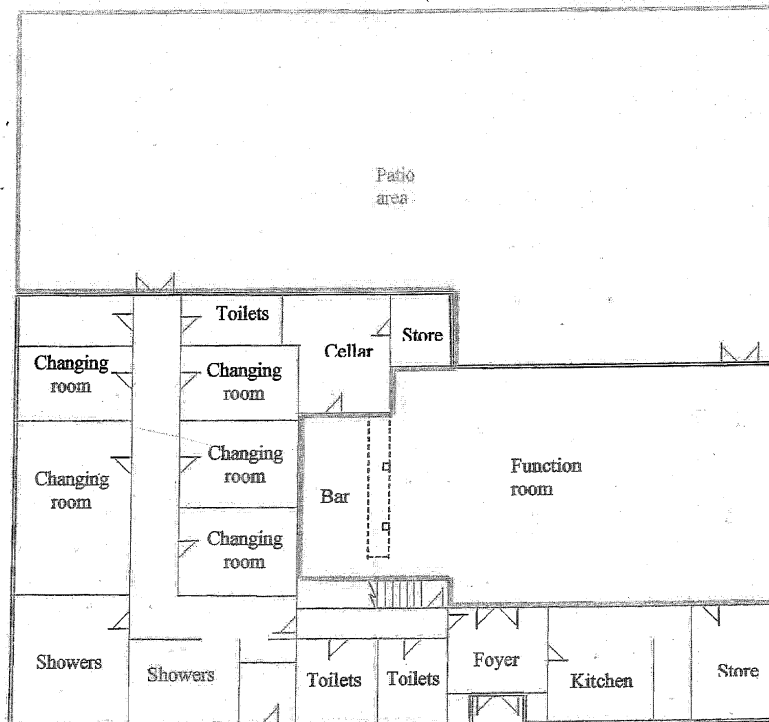 Patio
area
Toilets
Store
Cellar
Changing
room
Changing
room
Changing
room
Changing
room
Function
room
Bar
Changing
room
Showers
Showers
Toilets
Toilets
Foyer
Kitchen
Store